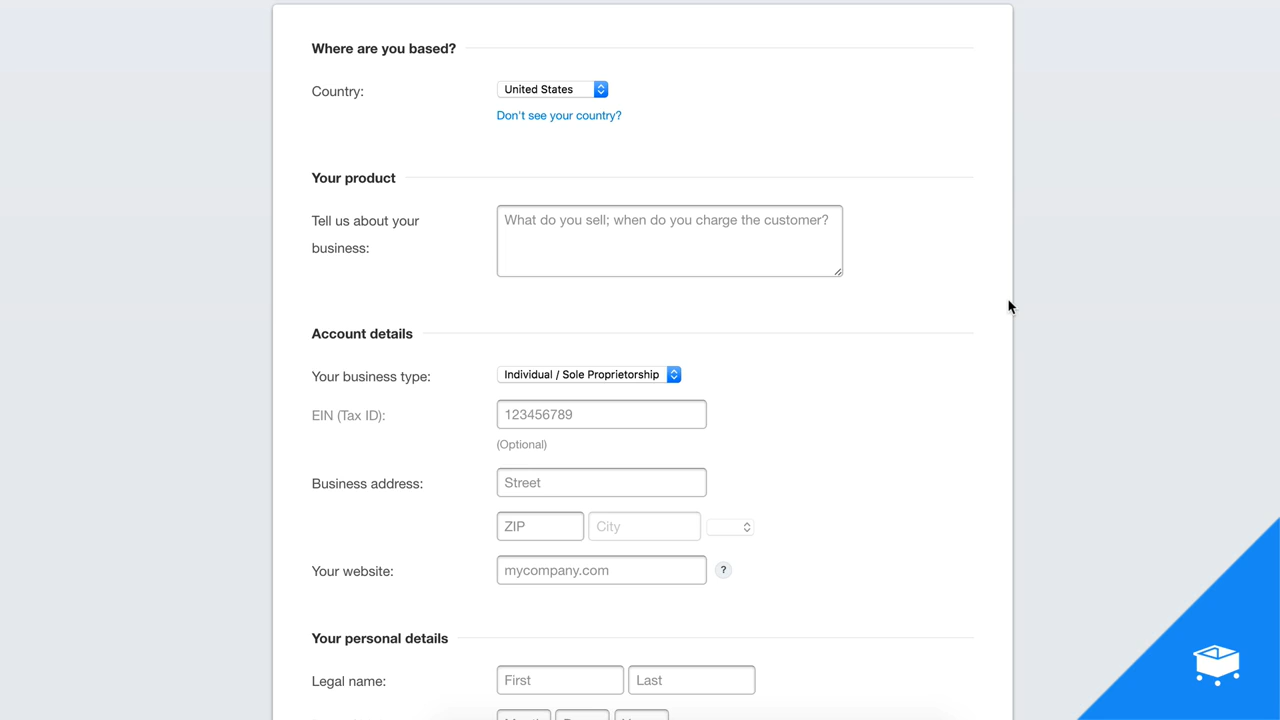 Where are you based?
Country:
United States
Don't see your country?
Your product
Tell us about your
business:
What do you sell; when do you charge the customer?
Account details
Your business type:
Individual / Sole Proprietorship
EIN (Tax ID):
123456789
(Optional)
Business address:
Street
ZIP City
Your website:
mycompany.com ?
Your personal details
Legal name:
First Last